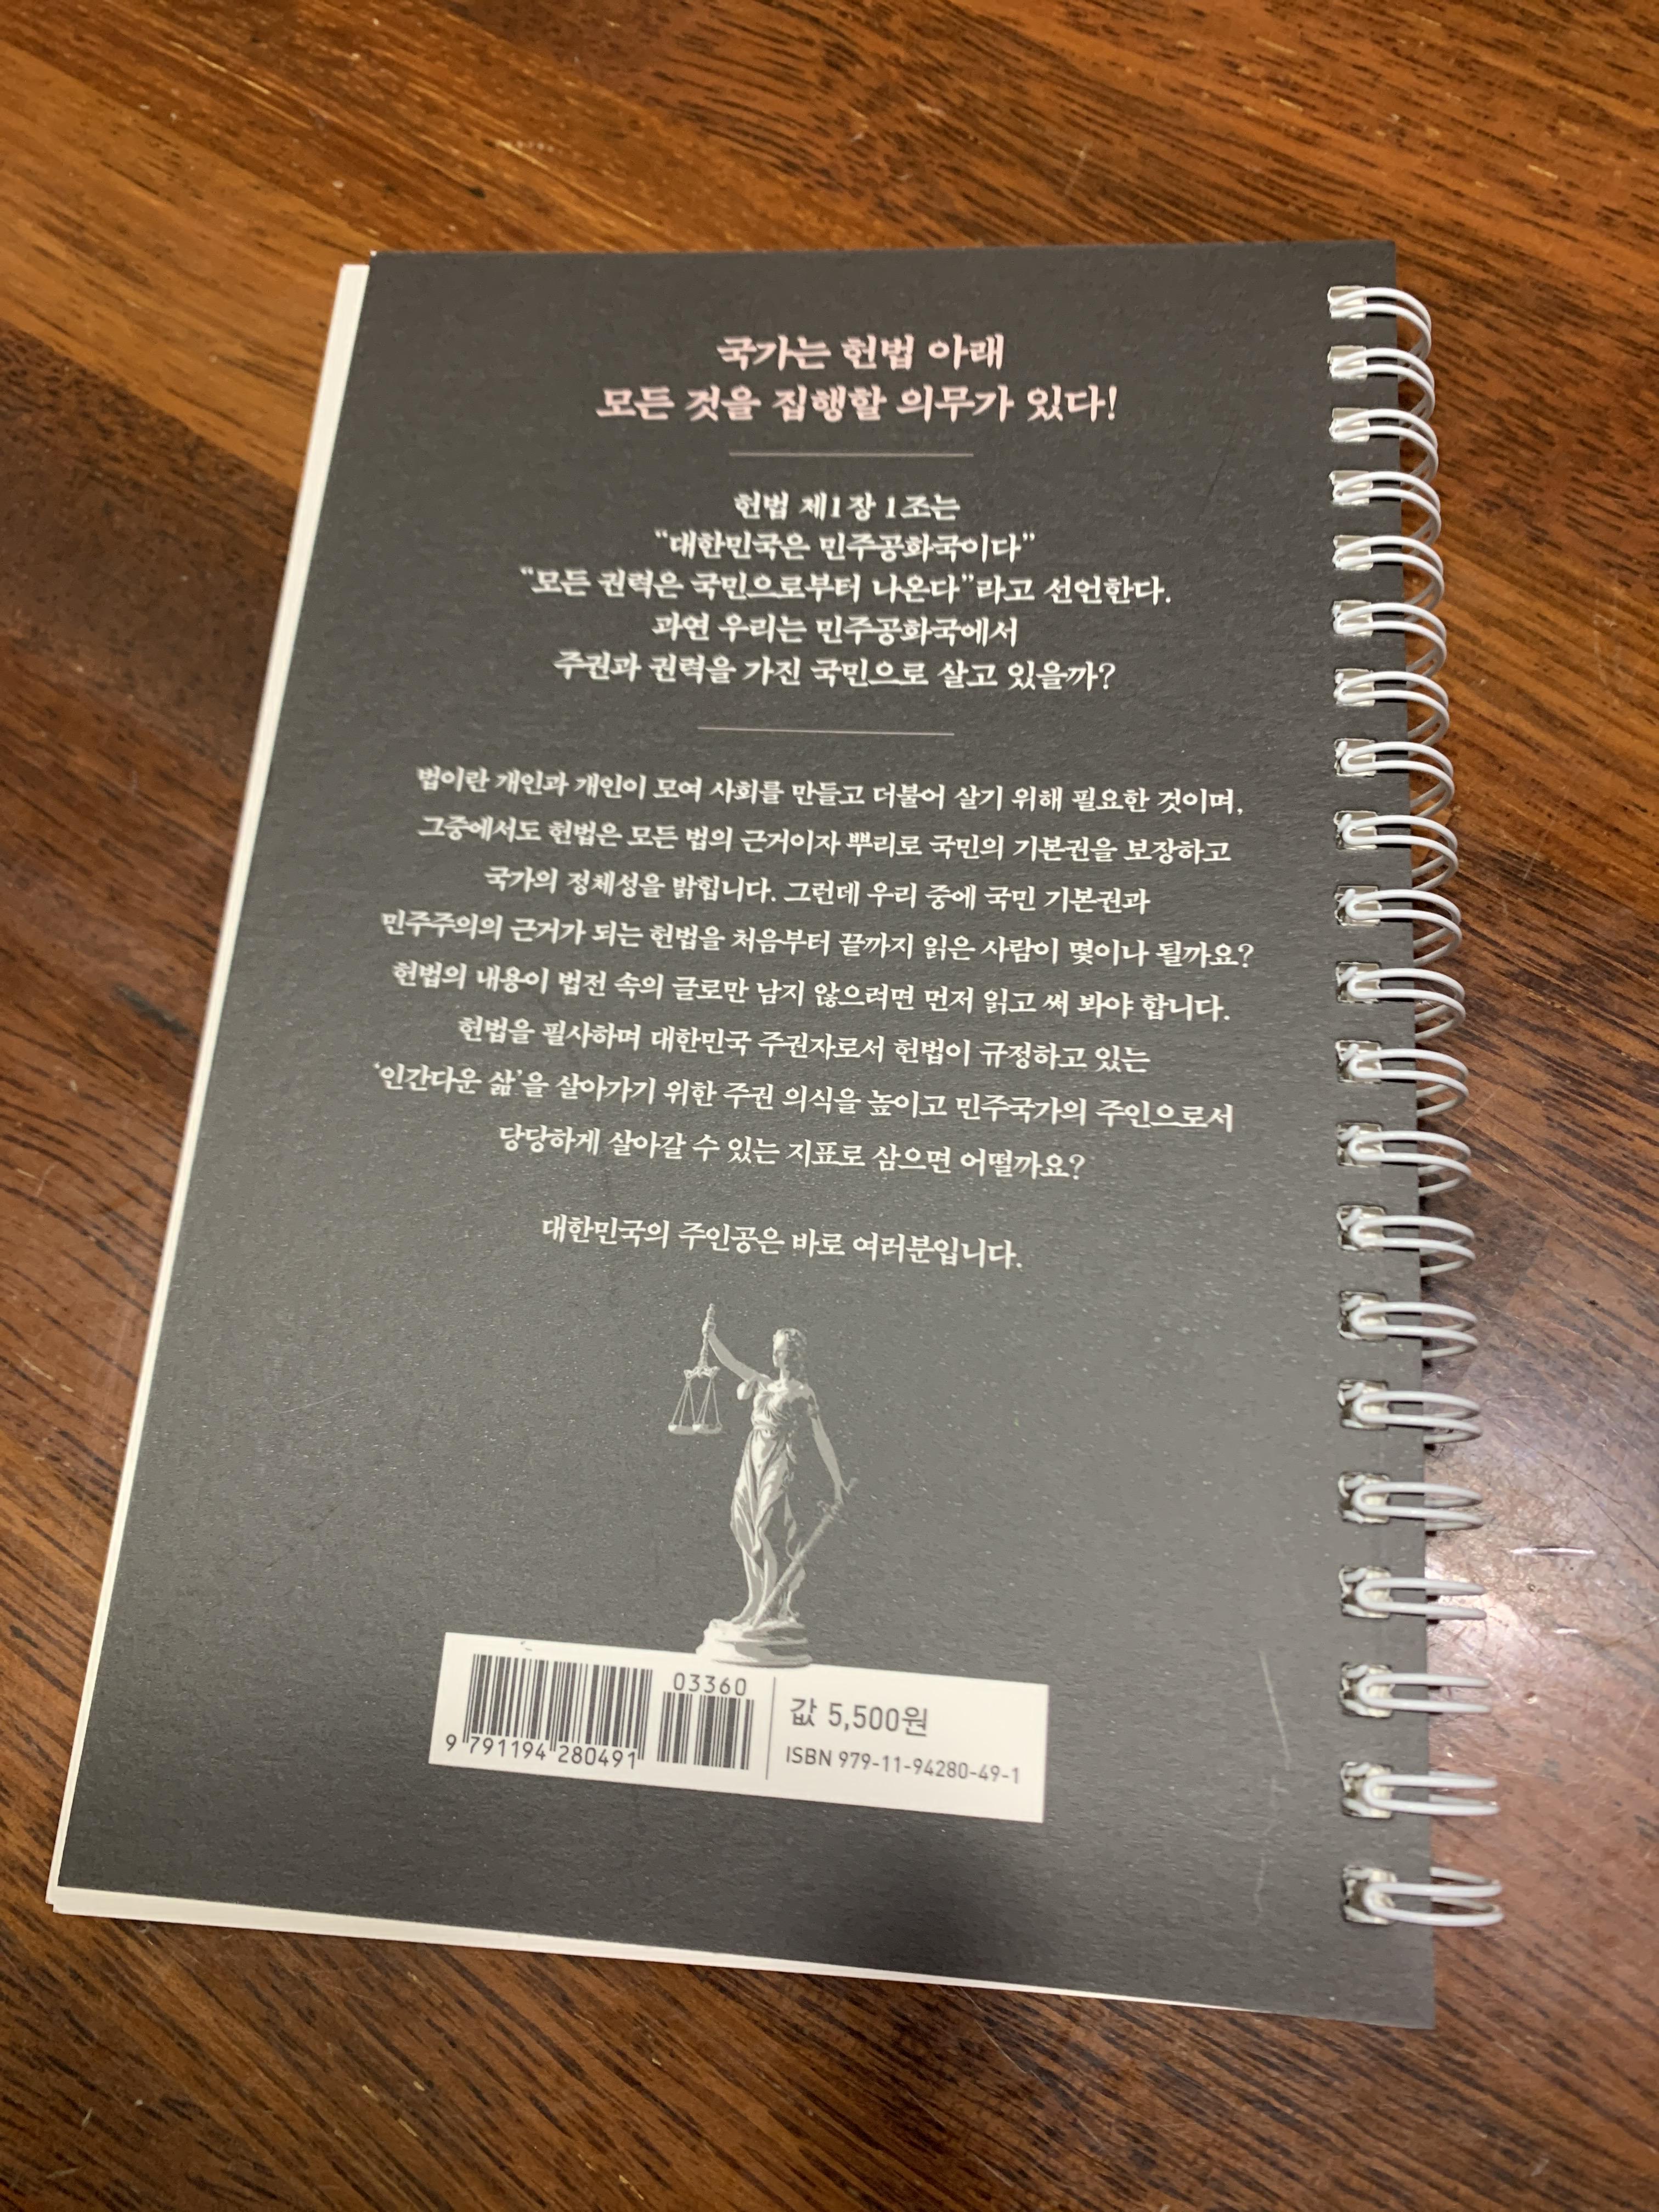 국가는 헌법 아래
모든 것을 집행할 의무가 있다!
헌법 제1장 1조는
“대한민국은 민주공화국이다”
“모든 권력은 국민으로부터 나온다”라고 선언한다.
과연 우리는 민주공화국에서
주권과 권력을 가진 국민으로 살고 있을까?
법이란 개인과 개인이 모여 사회를 만들고 더불어 살기 위해 필요한 것이며,
그중에서도 헌법은 모든 법의 근거이자 뿌리로 국민의 기본권을 보장하고
국가의 정체성을 밝힙니다. 그런데 우리 중에 국민 기본권과
민주주의의 근거가 되는 헌법을 처음부터 끝까지 읽은 사람이 몇이나 될까요?
헌법의 내용이 법전 속의 글로만 남지 않으려면 먼저 읽고 써 봐야 합니다.
헌법을 필사하며 대한민국 주권자로서 헌법이 규정하고 있는
‘인간다운 삶’을 살아가기 위한 주권 의식을 높이고 민주국가의 주인으로서
당당하게 살아갈 수 있는 지표로 삼으면 어떨까요?
대한민국의 주인공은 바로 여러분입니다.
03360
9 791194 280491
값 5,500원
ISBN 979-11-94280-49-1